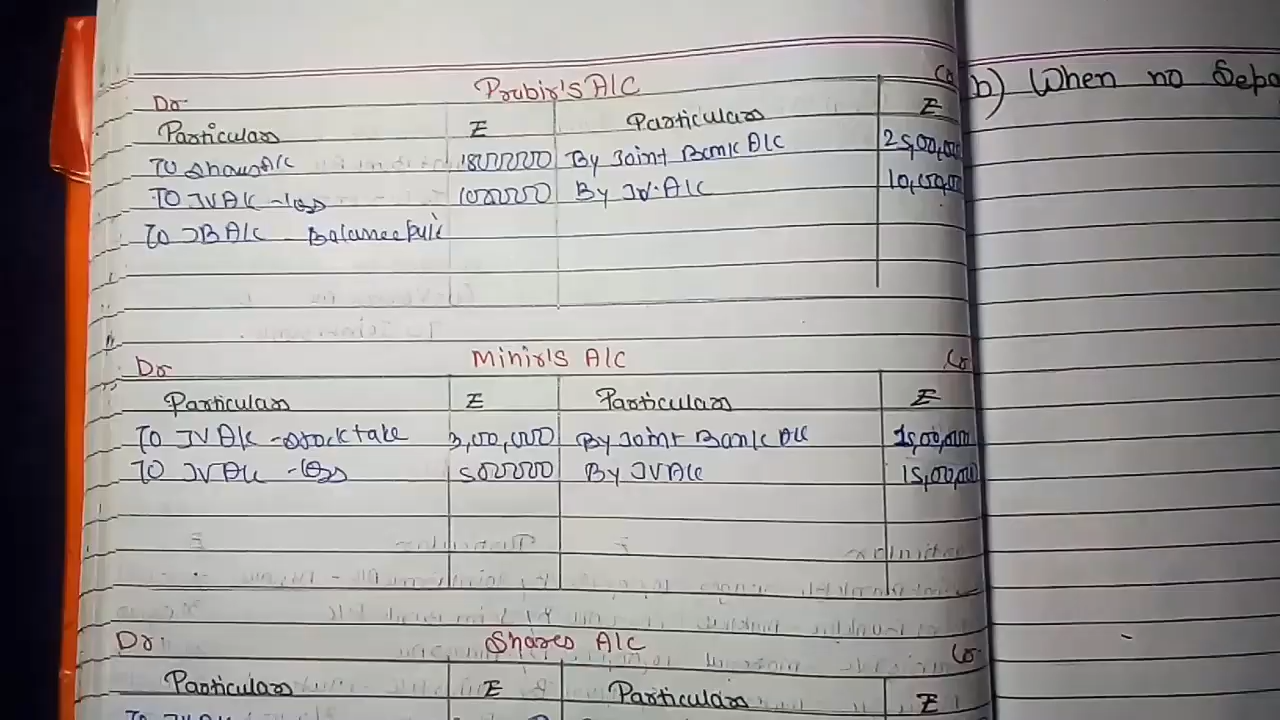 b) When no Sepa
Prubir's A/C
Dr Cr
Particulars ₹ Particulars ₹
To Shares A/C 1800000 By Joint Bank A/C 25,00,000
To JV A/C - loss 1000000 By JV. A/C 10,00,000
To JB A/C Balance
Minir's A/C
Dr Cr
Particulars ₹ Particulars ₹
To JV A/C - stock take 3,00,000 By Joint Bank A/C 15,00,000
To JV A/C - loss 500000 By JV A/C 15,00,000
Shares A/C
Dr Cr
Particulars ₹ Particulars ₹